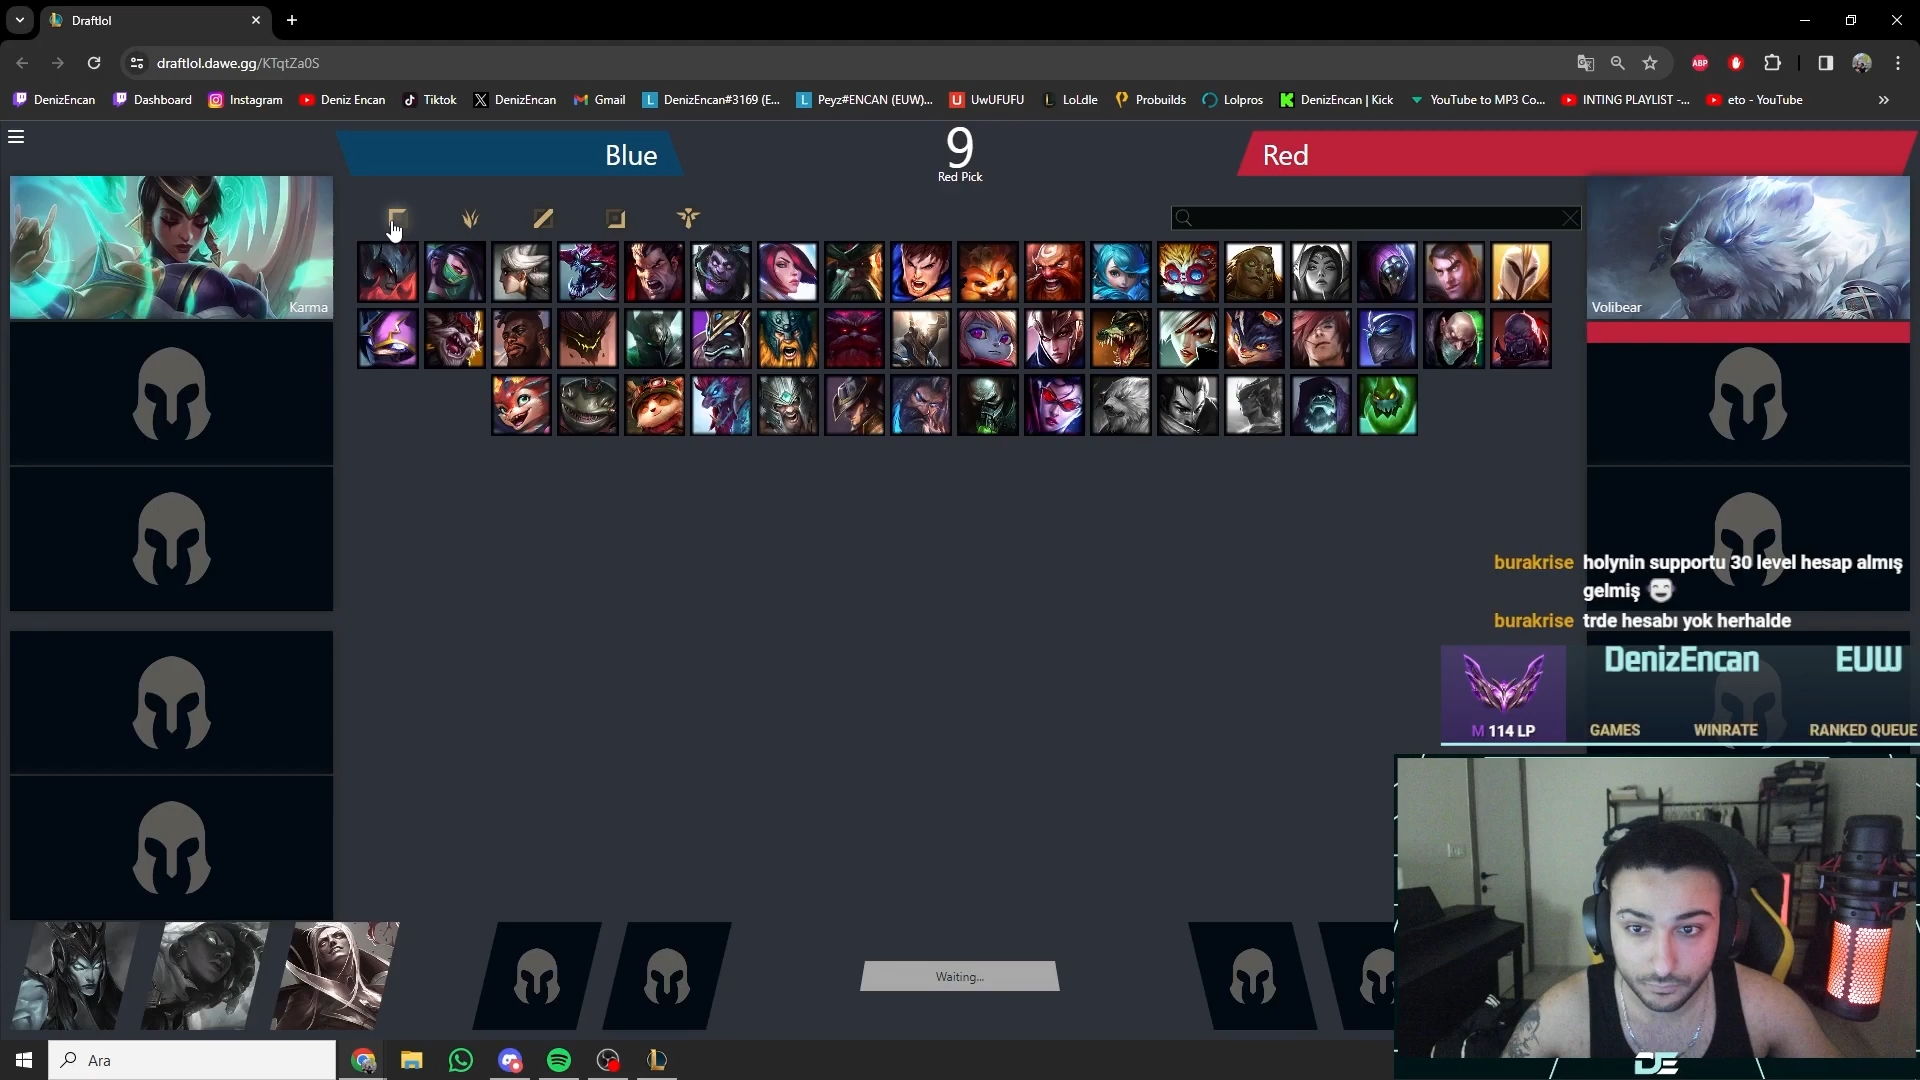 Draftlol
draftlol.dawe.gg/KTqtZa0S
ABP
DenizEncan
Dashboard
Instagram
Deniz Encan
Tiktok
DenizEncan
Gmail
DenizEncan#3169 (E...
Peyz#ENCAN (EUW)...
UwUFUFU
LoLdle
Probuilds
Lolpros
DenizEncan | Kick
YouTube to MP3 Co...
INTING PLAYLIST -...
eto - YouTube
Blue
9
Red Pick
Red
Karma
Volibear
burakrise holynin supportu 30 level hesap almış
gelmiş
burakrise trde hesabı yok herhalde
DenizEncan EUW
M 114 LP
GAMES WINRATE RANKED QUEUE
Waiting...
Ara
DE